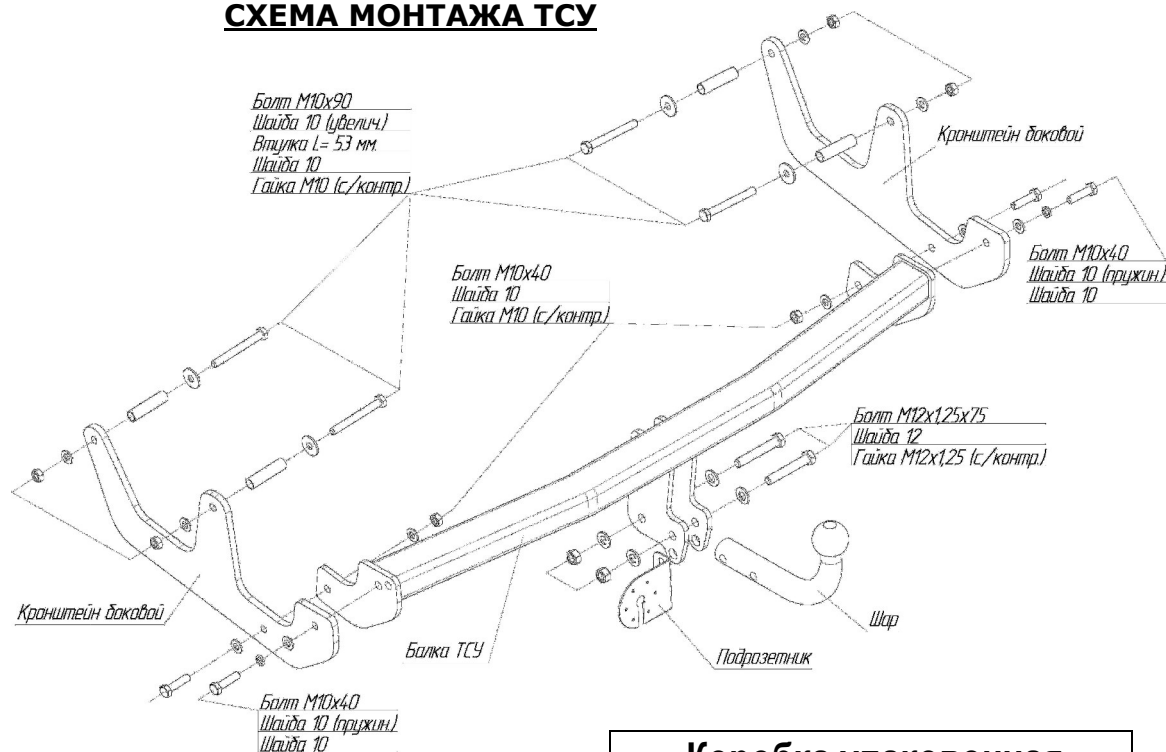 СХЕМА МОНТАЖА ТСУ
Болт М10х90
Шайба 10 (увелич.)
Втулка L= 53 мм.
Шайба 10
Гайка М10 (с/контр.)
Кронштейн боковой
Болт М10х40
Шайба 10
Гайка М10 (с/контр.)
Болт М10х40
Шайба 10 (пружин.)
Шайба 10
Болт М12х1,25х75
Шайба 12
Гайка М12х1,25 (с/контр.)
Кронштейн боковой
Балка ТСУ
Шар
Подрозетник
Болт М10х40
Шайба 10 (пружин.)
Шайба 10